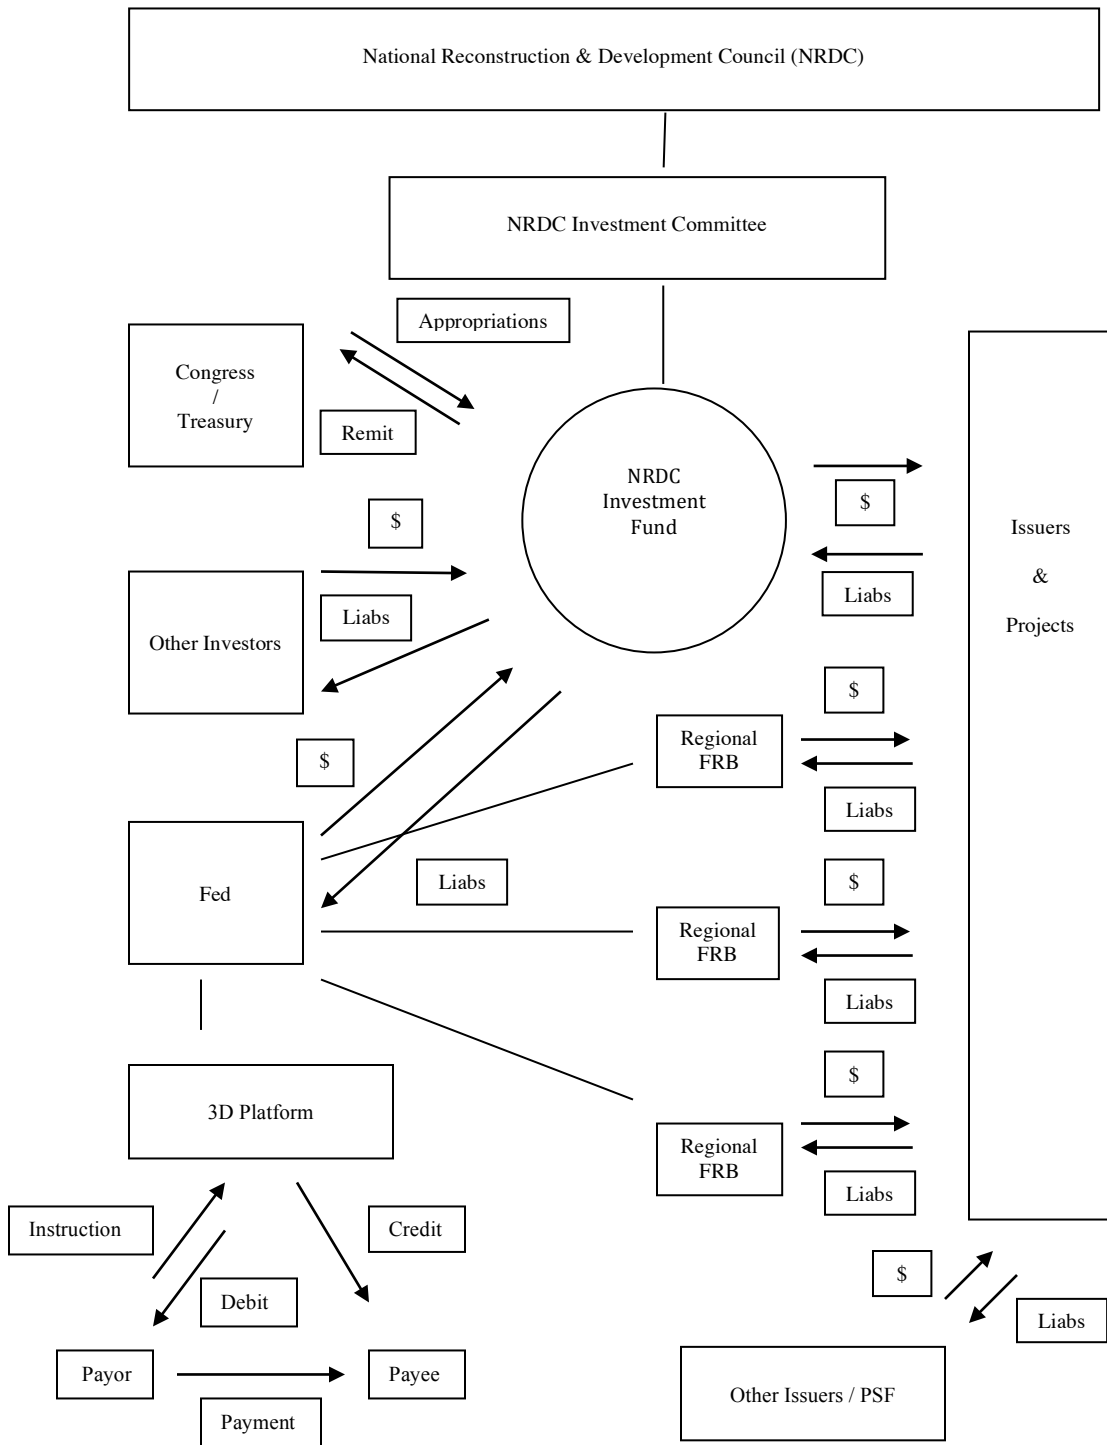 National Reconstruction & Development Council (NRDC)
NRDC Investment Committee
Appropriations
Congress
/
Treasury
Remit
NRDC
Investment
Fund
$
$
Issuers
&
Projects
Other Investors
Liabs
Liabs
$
$
Regional
FRB
Liabs
Fed
Liabs
$
Regional
FRB
Liabs
$
3D Platform
Regional
FRB
Liabs
Instruction
Credit
Debit
$
Liabs
Payor
Payee
Payment
Other Issuers / PSF